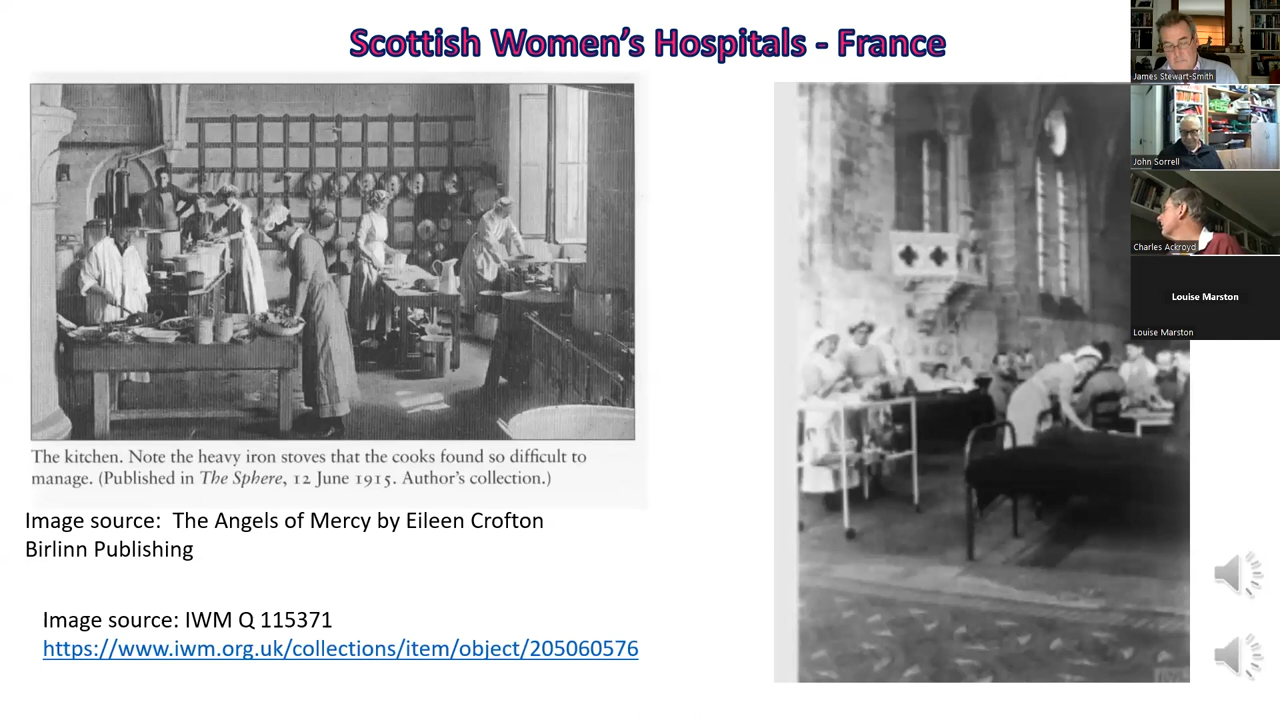 Scottish Women's Hospitals - France
The kitchen. Note the heavy iron stoves that the cooks found so difficult to
manage. (Published in The Sphere, 12 June 1915. Author's collection.)
Image source:  The Angels of Mercy by Eileen Crofton
Birlinn Publishing
Image source: IWM Q 115371
https://www.iwm.org.uk/collections/item/object/205060576
James Stewart-Smith
John Sorrell
Charles Ackroyd
Louise Marston
Louise Marston